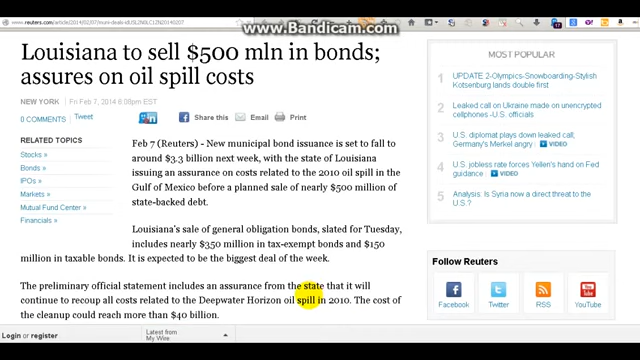 www.Bandicam.com
reuters.com
Louisiana to sell $500 mln in bonds;
assures on oil spill costs
NEW YORK | Fri Feb 7, 2014 6:08pm EST
0 COMMENTS
Tweet
Share this
Email
Print
RELATED TOPICS
Stocks »
Bonds »
IPOs »
Markets »
Mutual Fund Center »
Financials »
Feb 7 (Reuters) - New municipal bond issuance is set to fall to
around $3.3 billion next week, with the state of Louisiana
issuing an assurance on costs related to the 2010 oil spill in the
Gulf of Mexico before a planned sale of nearly $500 million of
state-backed debt.
Louisiana's sale of general obligation bonds, slated for Tuesday,
includes nearly $350 million in tax-exempt bonds and $150
million in taxable bonds. It is expected to be the biggest deal of the week.
The preliminary official statement includes an assurance from the state that it will
continue to recoup all costs related to the Deepwater Horizon oil spill in 2010. The cost of
the cleanup could reach more than $40 billion.
MOST POPULAR
1 UPDATE 2-Olympics-Snowboarding-Stylish
Kotsenburg lands double first
2 Leaked call on Ukraine made on unencrypted
cellphones -U.S. officials
3 U.S. diplomat plays down leaked call;
Germany's Merkel angry VIDEO
4 U.S. jobless rate forces Yellen's hand on Fed
guidance VIDEO
5 Analysis: Is Syria now a direct threat to the
U.S.?
Follow Reuters
Facebook
Twitter
RSS
YouTube
Login or register
Latest from
My Wire